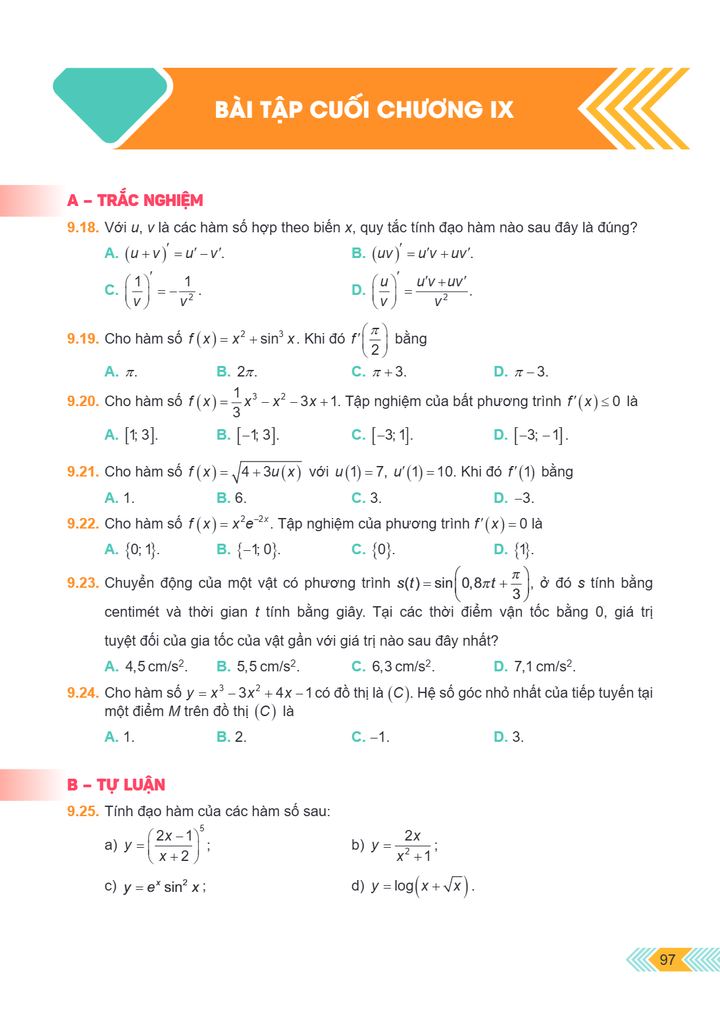 BÀI TẬP CUỐI CHƯƠNG IX
A – TRẮC NGHIỆM
9.18. Với u, v là các hàm số hợp theo biến x, quy tắc tính đạo hàm nào sau đây là đúng?
A. (u + v)′ = u′ − v′. B. (uv)′ = u′v + uv′.
C. (1/v)′ = −1/v². D. (u/v)′ = (u′v + uv′)/v².
9.19. Cho hàm số f(x) = x² + sin³ x. Khi đó f′(π/2) bằng
A. π. B. 2π. C. π + 3. D. π − 3.
9.20. Cho hàm số f(x) = 1/3 x³ − x² − 3x + 1. Tập nghiệm của bất phương trình f′(x) ≤ 0 là
A. [1; 3]. B. [−1; 3]. C. [−3; 1]. D. [−3; −1].
9.21. Cho hàm số f(x) = √(4 + 3u(x)) với u(1) = 7, u′(1) = 10. Khi đó f′(1) bằng
A. 1. B. 6. C. 3. D. −3.
9.22. Cho hàm số f(x) = x²e⁻²ˣ. Tập nghiệm của phương trình f′(x) = 0 là
A. {0; 1}. B. {−1; 0}. C. {0}. D. {1}.
9.23. Chuyển động của một vật có phương trình s(t) = sin(0,8πt + π/3), ở đó s tính bằng
centimét và thời gian t tính bằng giây. Tại các thời điểm vận tốc bằng 0, giá trị
tuyệt đối của gia tốc của vật gần với giá trị nào sau đây nhất?
A. 4,5 cm/s². B. 5,5 cm/s². C. 6,3 cm/s². D. 7,1 cm/s².
9.24. Cho hàm số y = x³ − 3x² + 4x − 1 có đồ thị là (C). Hệ số góc nhỏ nhất của tiếp tuyến tại
một điểm M trên đồ thị (C) là
A. 1. B. 2. C. −1. D. 3.
B – TỰ LUẬN
9.25. Tính đạo hàm của các hàm số sau:
a) y = ((2x − 1)/(x + 2))⁵; b) y = 2x/(x² + 1);
c) y = eˣ sin² x; d) y = log(x + √x).
97